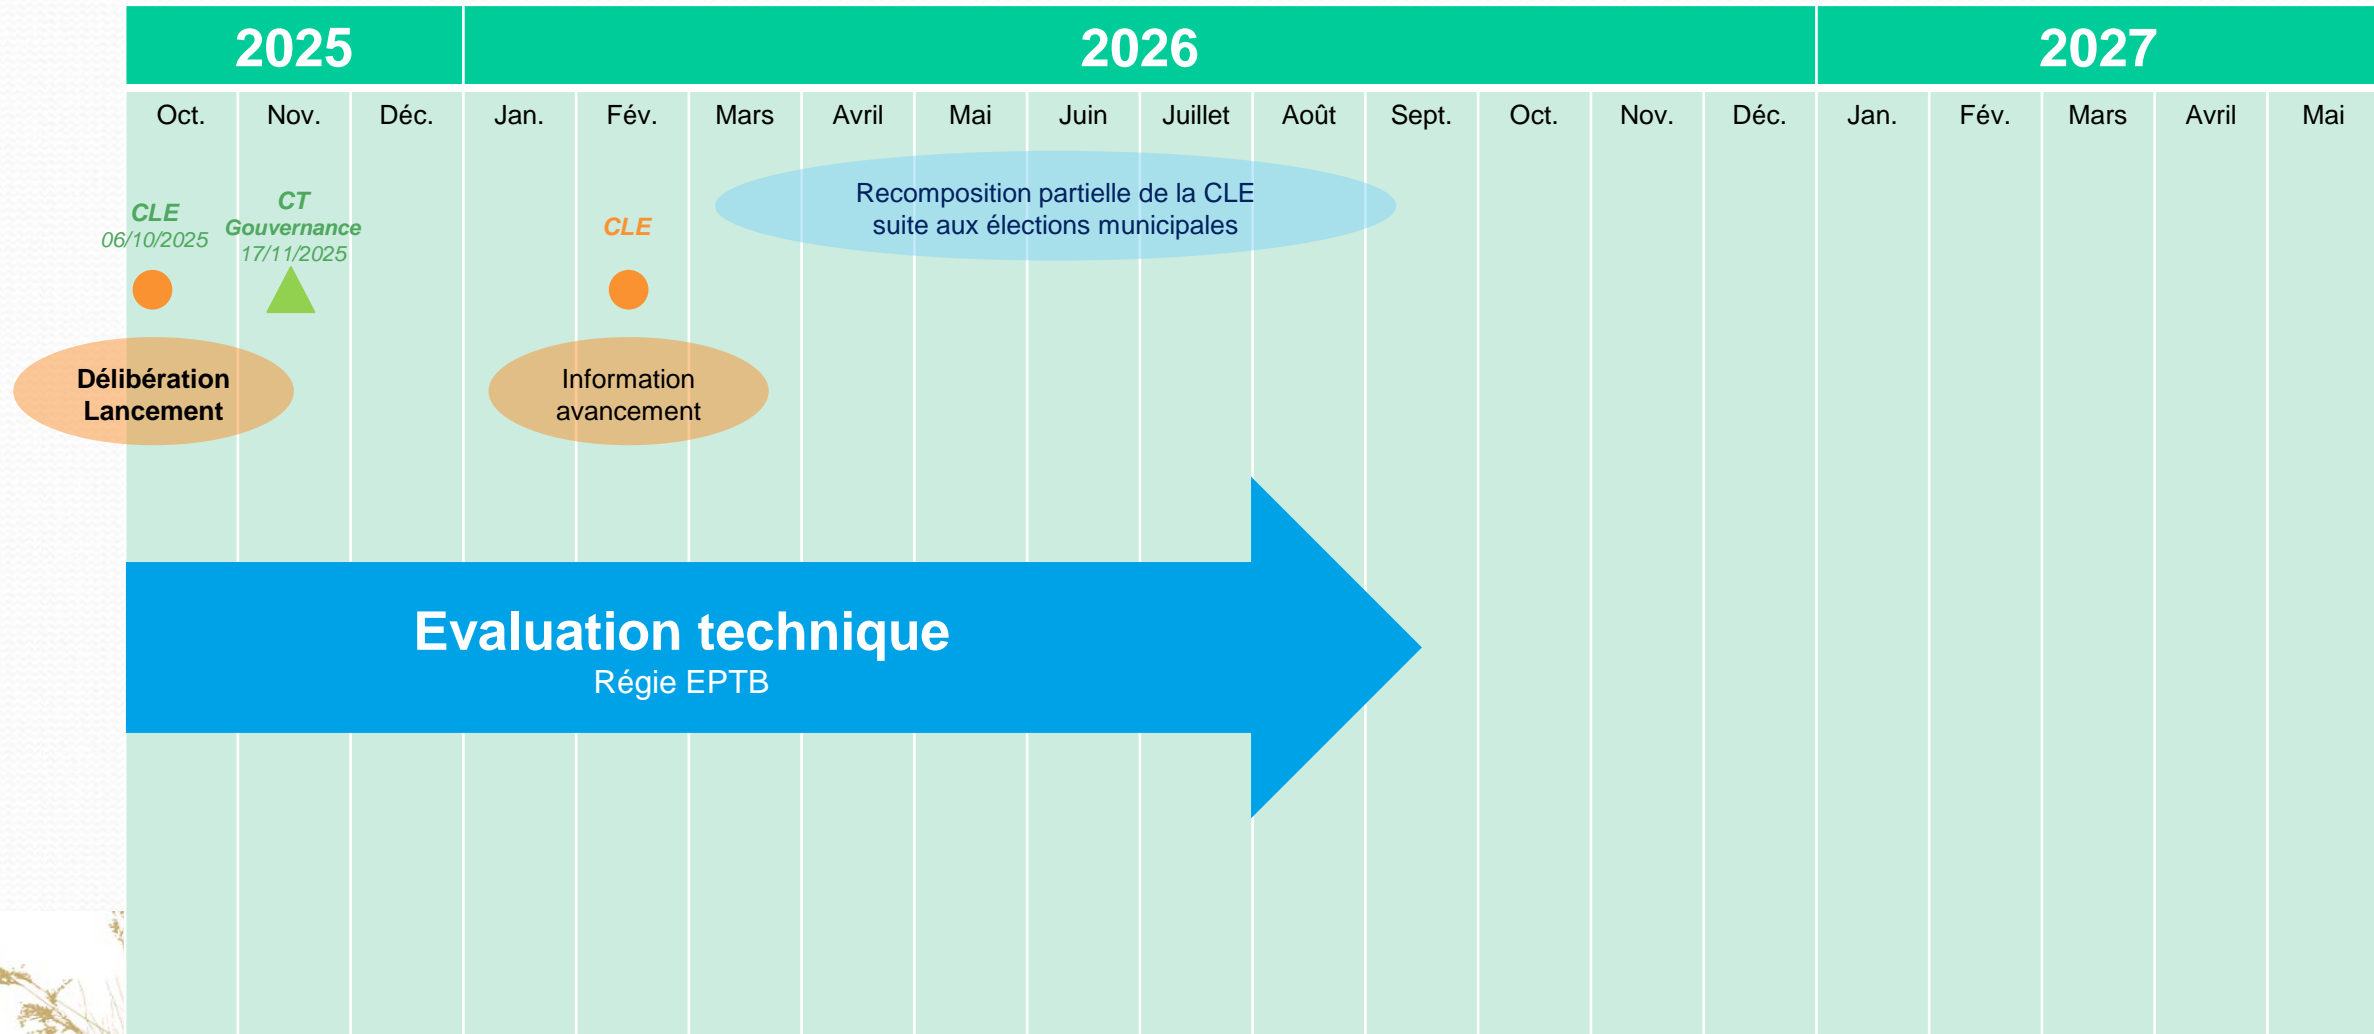 2025
2026
2027
Oct.
Nov.
Déc.
Jan.
Fév.
Mars
Avril
Mai
Juin
Juillet
Août
Sept.
Oct.
Nov.
Déc.
Jan.
Fév.
Mars
Avril
Mai
CLE
06/10/2025
CT
Gouvernance
17/11/2025
CLE
Recomposition partielle de la CLE
suite aux élections municipales
Délibération
Lancement
Information
avancement
Evaluation technique
Régie EPTB